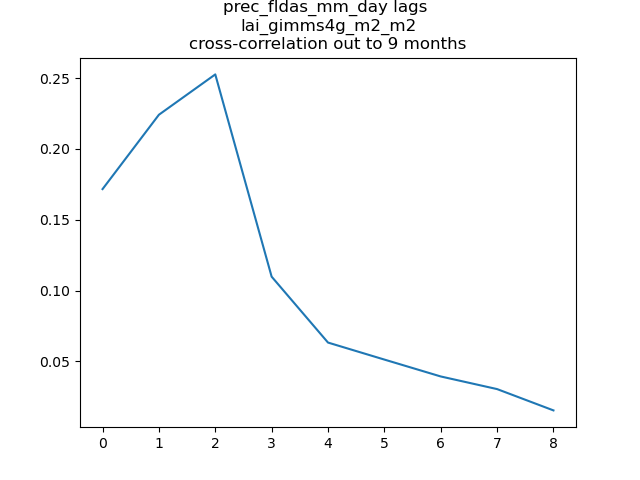 prec_fldas_mm_day lags
lai_gimms4g_m2_m2
cross-correlation out to 9 months
0.25
0.20
0.15
0.10
0.05
0 1 2 3 4 5 6 7 8